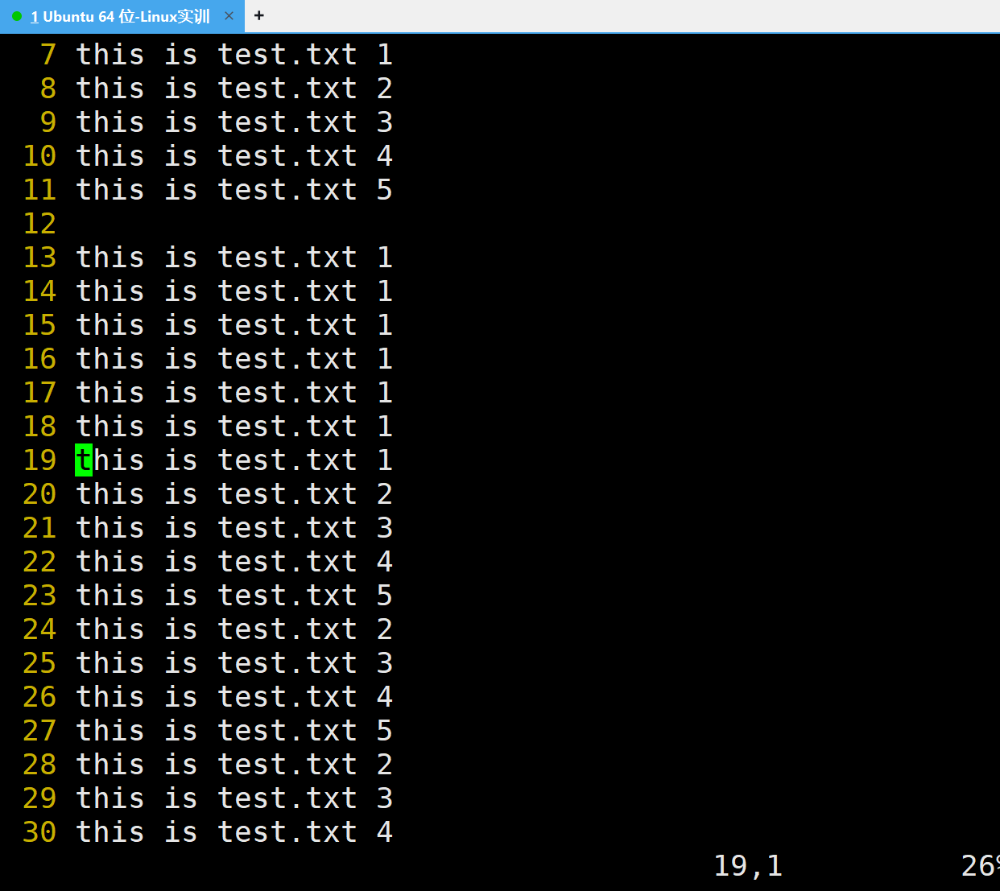 1 Ubuntu 64 位-Linux实训 × +
7 this is test.txt 1
8 this is test.txt 2
9 this is test.txt 3
10 this is test.txt 4
11 this is test.txt 5
12
13 this is test.txt 1
14 this is test.txt 1
15 this is test.txt 1
16 this is test.txt 1
17 this is test.txt 1
18 this is test.txt 1
19 this is test.txt 1
20 this is test.txt 2
21 this is test.txt 3
22 this is test.txt 4
23 this is test.txt 5
24 this is test.txt 2
25 this is test.txt 3
26 this is test.txt 4
27 this is test.txt 5
28 this is test.txt 2
29 this is test.txt 3
30 this is test.txt 4
19,1 26%